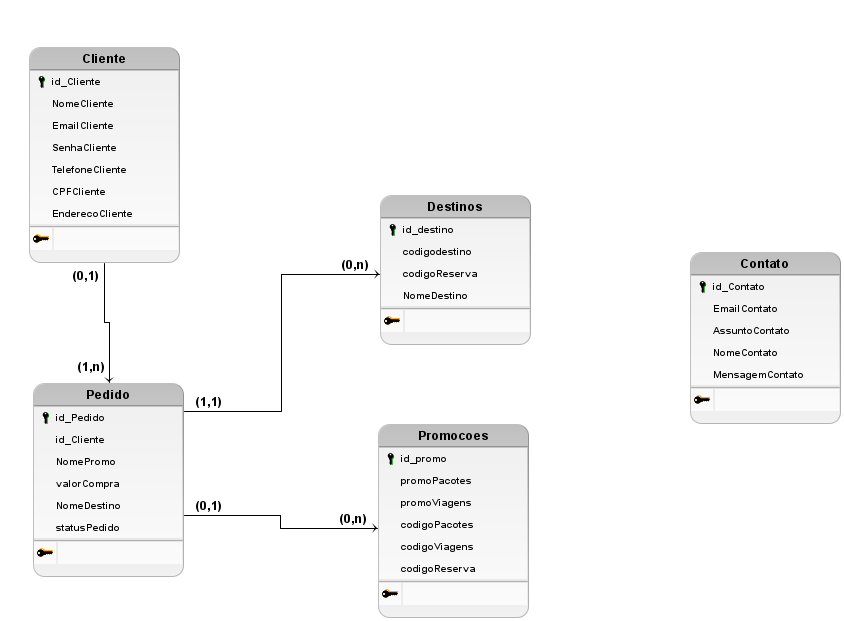 Cliente
id_Cliente
NomeCliente
EmailCliente
SenhaCliente
TelefoneCliente
CPFCliente
EnderecoCliente
(0,1)
(1,n)
Pedido
id_Pedido
id_Cliente
NomePromo
valorCompra
NomeDestino
statusPedido
(1,1)
(0,n)
Destinos
id_destino
codigodestino
codigoReserva
NomeDestino
(0,1)
(0,n)
Promocoes
id_promo
promoPacotes
promoViagens
codigoPacotes
codigoViagens
codigoReserva
Contato
id_Contato
EmailContato
AssuntoContato
NomeContato
MensagemContato